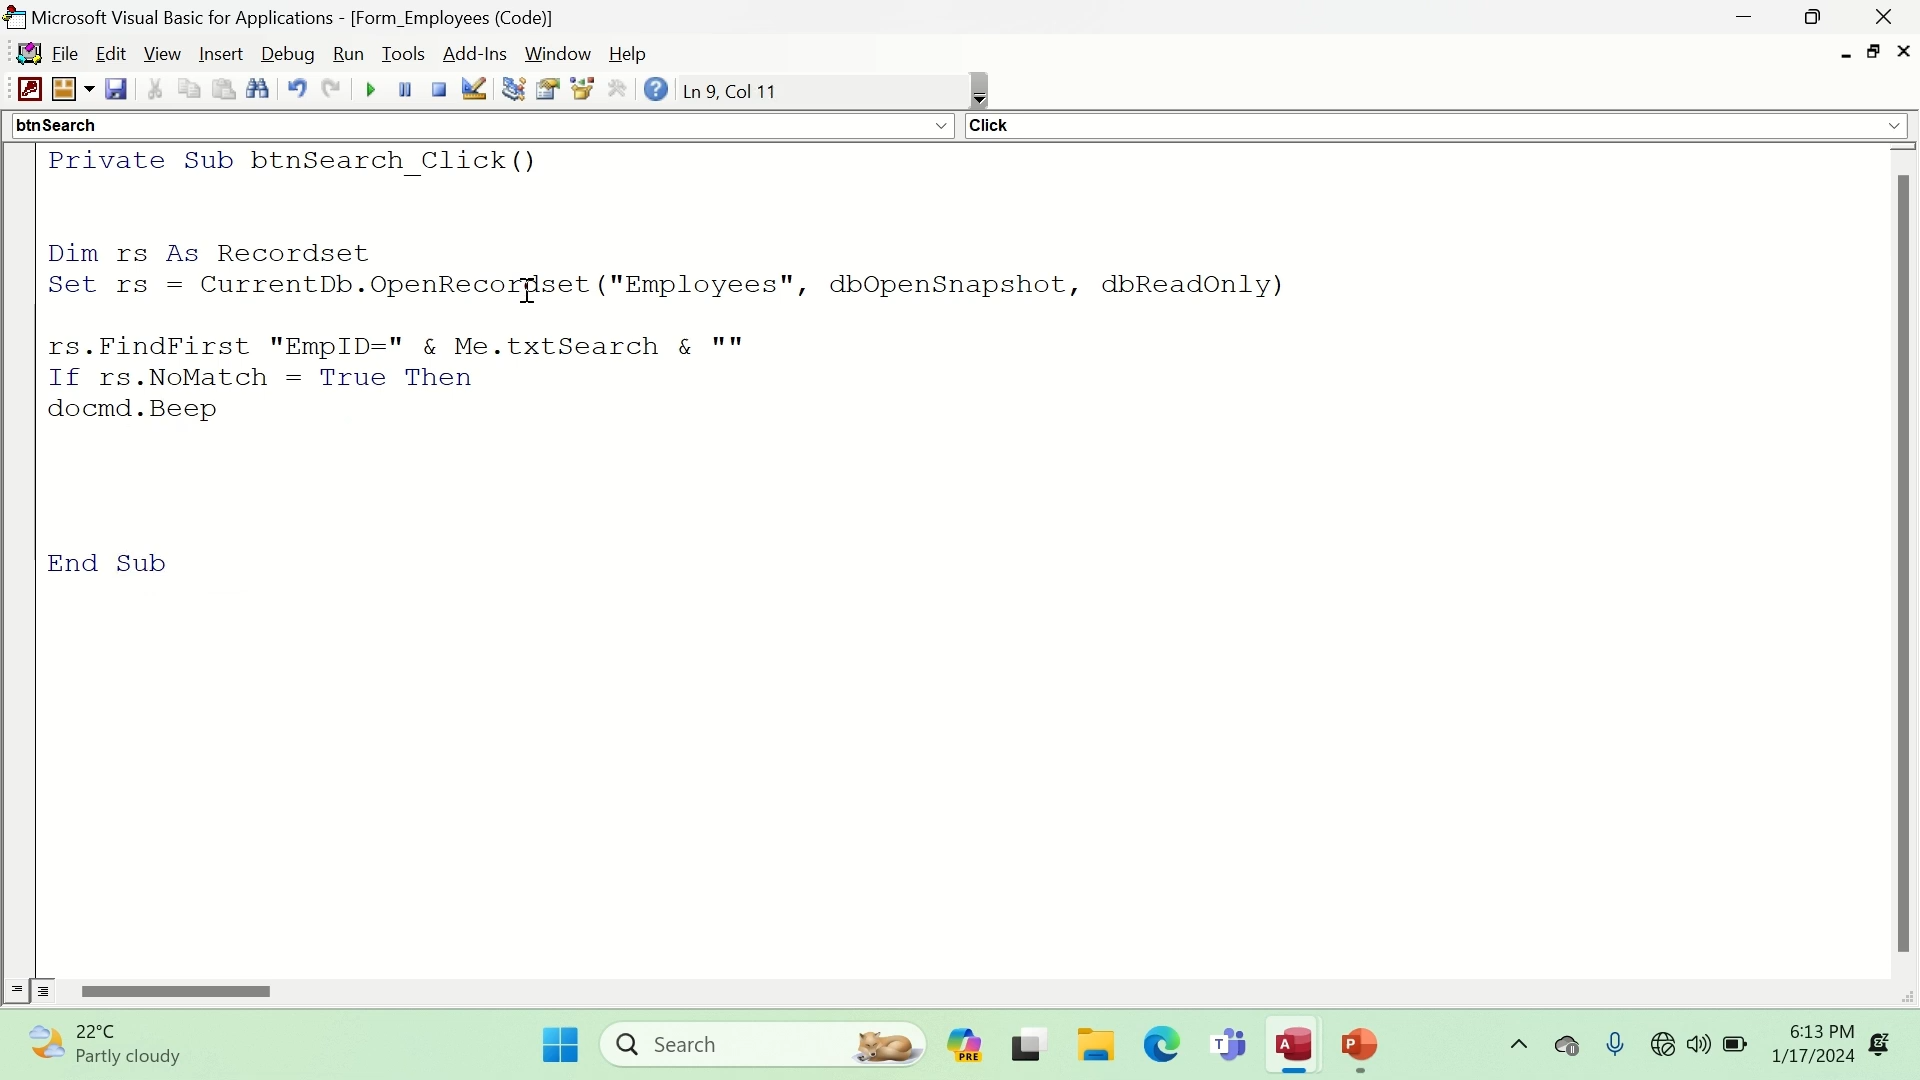 Microsoft Visual Basic for Applications - [Form_Employees (Code)]
File Edit View Insert Debug Run Tools Add-Ins Window Help
Ln 9, Col 11
btnSearch
Click
Private Sub btnSearch_Click()
Dim rs As Recordset
Set rs = CurrentDb.OpenRecordset("Employees", dbOpenSnapshot, dbReadOnly)
rs.FindFirst "EmpID=" & Me.txtSearch & ""
If rs.NoMatch = True Then
docmd.Beep
End Sub
22°C
Partly cloudy
Search
PRE
6:13 PM
1/17/2024